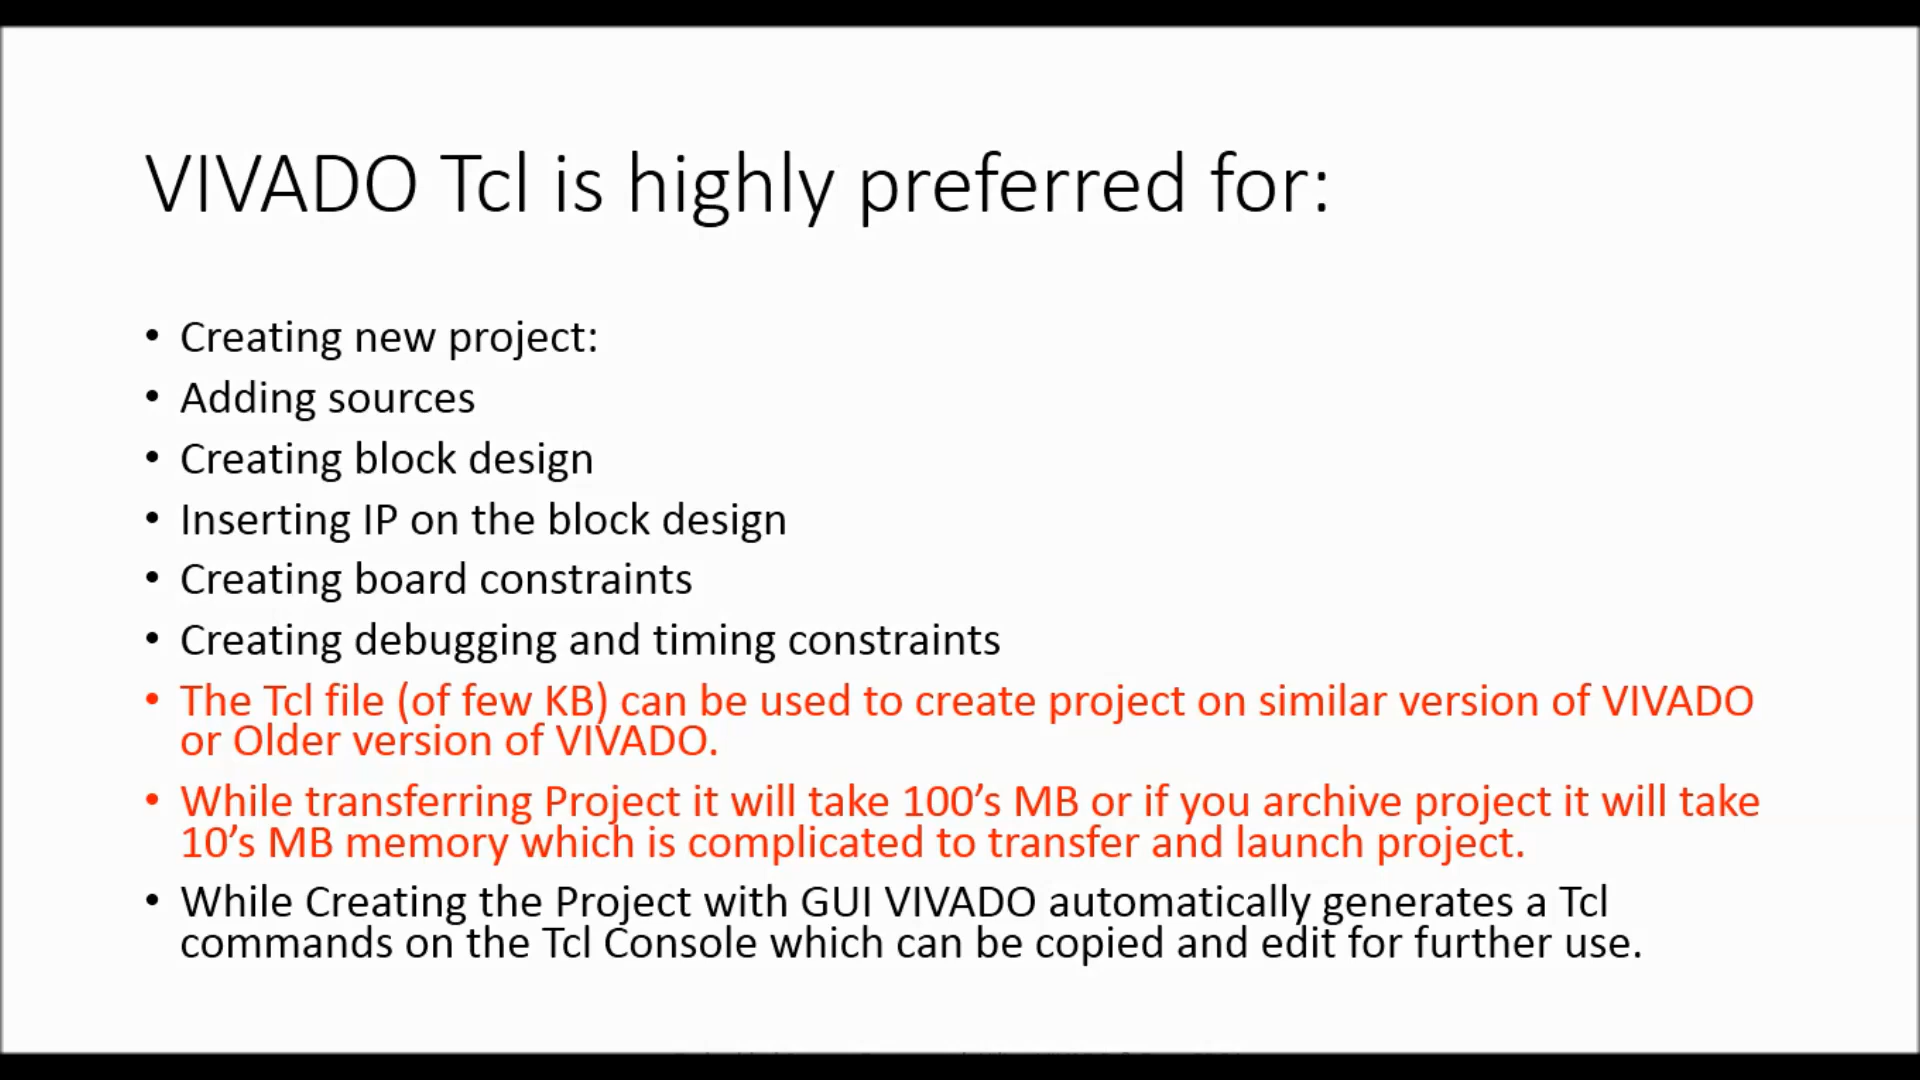 VIVADO Tcl is highly preferred for:
• Creating new project:
• Adding sources
• Creating block design
• Inserting IP on the block design
• Creating board constraints
• Creating debugging and timing constraints
• The Tcl file (of few KB) can be used to create project on similar version of VIVADO
or Older version of VIVADO.
• While transferring Project it will take 100’s MB or if you archive project it will take
10’s MB memory which is complicated to transfer and launch project.
• While Creating the Project with GUI VIVADO automatically generates a Tcl
commands on the Tcl Console which can be copied and edit for further use.